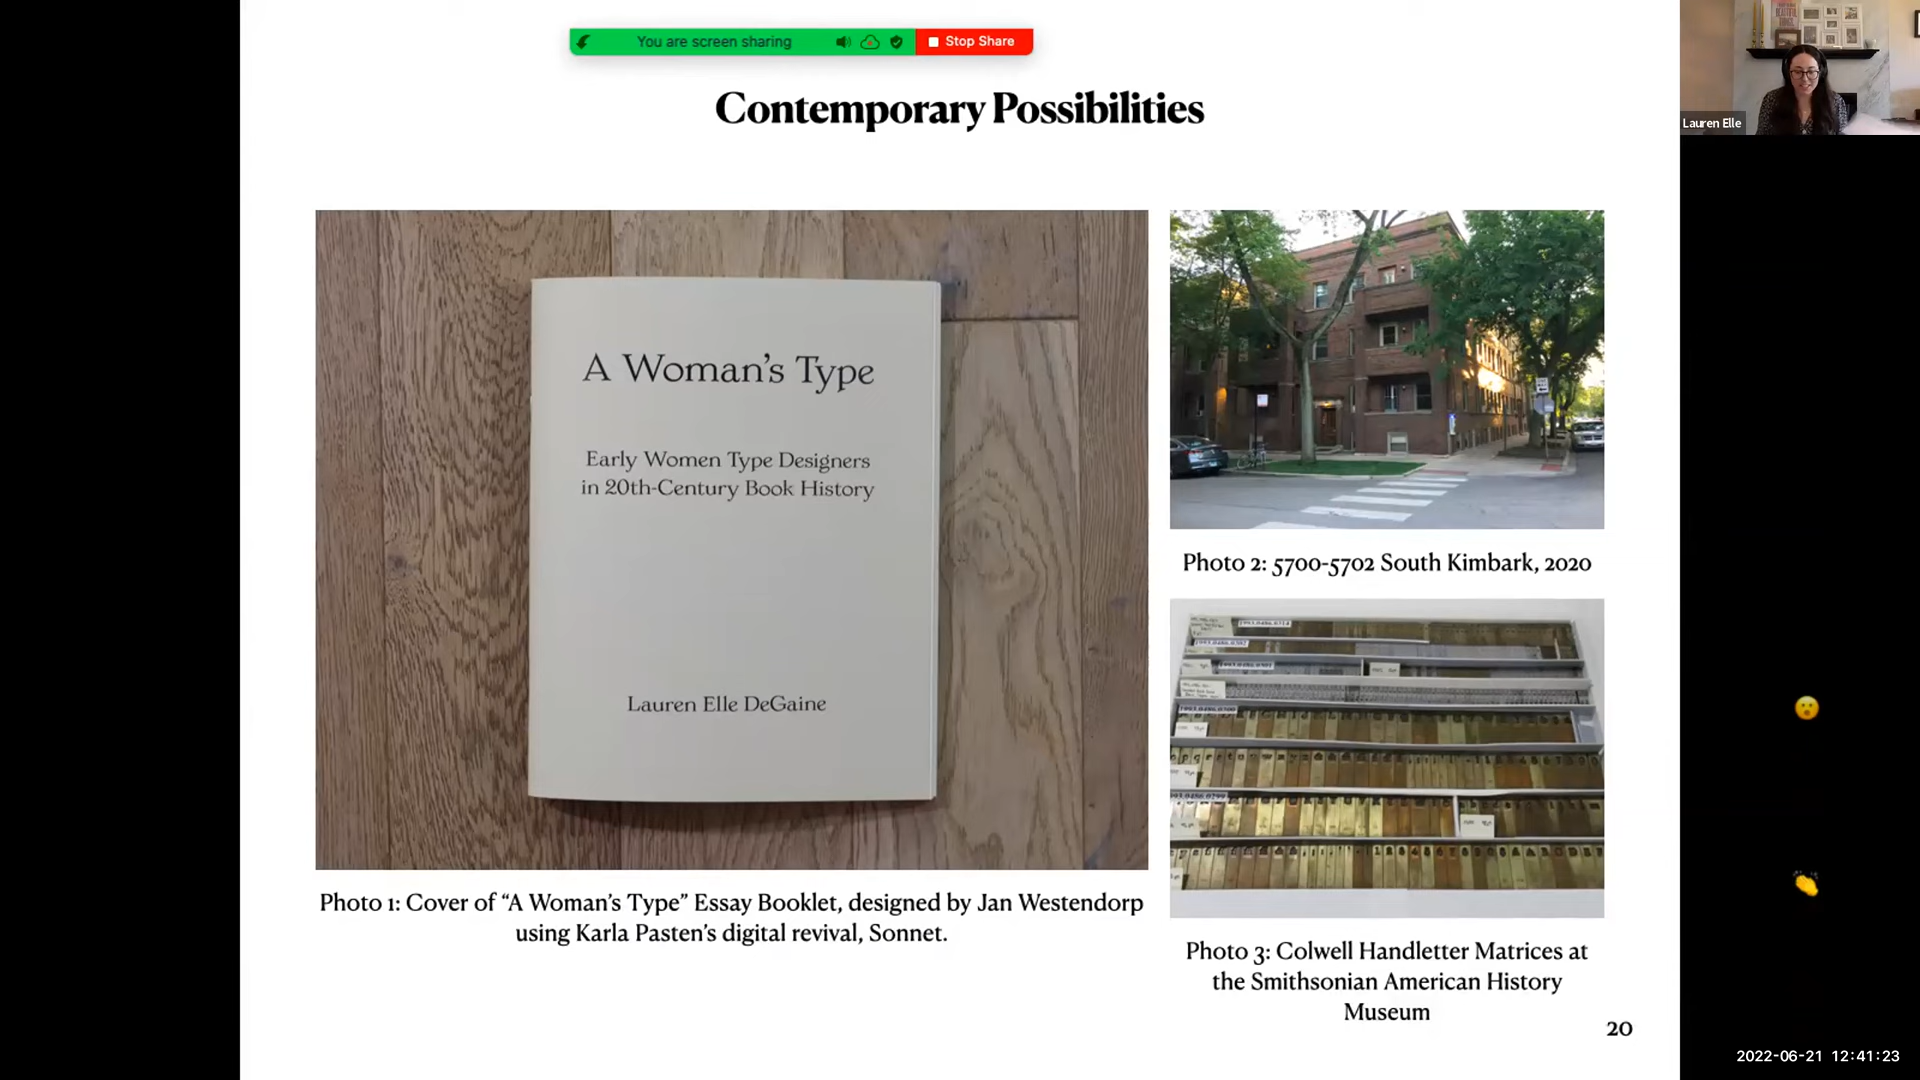 You are screen sharing
Stop Share
Lauren Elle
Contemporary Possibilities
A Woman's Type
Early Women Type Designers
in 20th-Century Book History
Lauren Elle DeGaine
Photo 1: Cover of “A Woman’s Type” Essay Booklet, designed by Jan Westendorp
using Karla Pasten’s digital revival, Sonnet.
Photo 2: 5700-5702 South Kimbark, 2020
Photo 3: Colwell Handletter Matrices at
the Smithsonian American History
Museum
20
2022-06-21 12:41:23